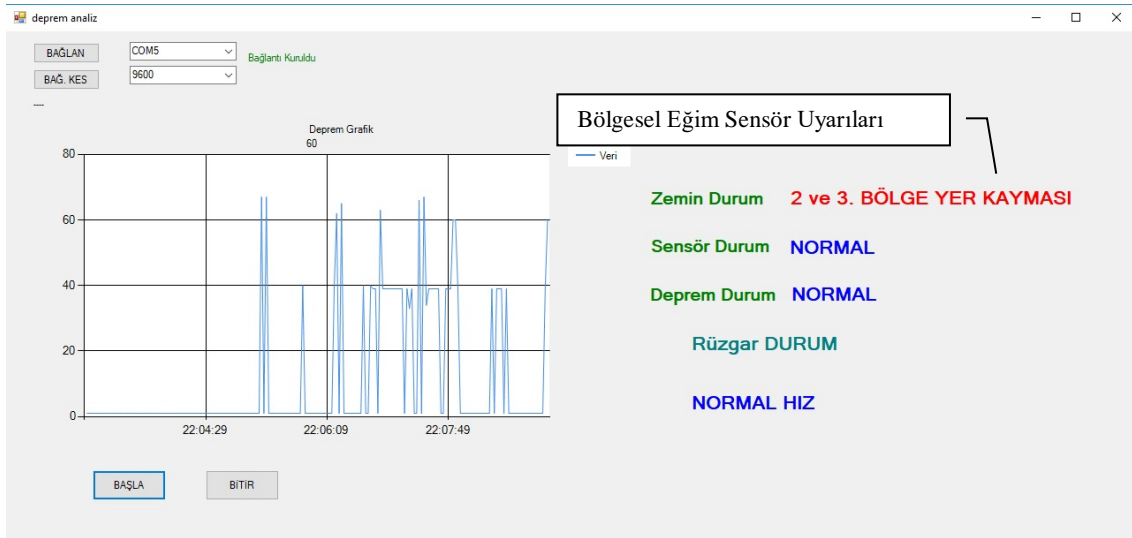 deprem analiz
BAĞLAN
COM5
Bağlantı Kuruldu
BAĞ. KES
9600
----
Bölgesel Eğim Sensör Uyarıları
Deprem Grafik
60
Veri
80
60
40
20
0
22:04:29
22:06:09
22:07:49
Zemin Durum 2 ve 3. BÖLGE YER KAYMASI
Sensör Durum NORMAL
Deprem Durum NORMAL
Rüzgar DURUM
NORMAL HIZ
BAŞLA
BİTİR